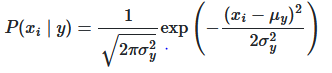 P(x_i | y) = \frac{1}{\sqrt{2\pi\sigma_y^2}} \exp\left(-\frac{(x_i - \mu_y)^2}{2\sigma_y^2}\right)